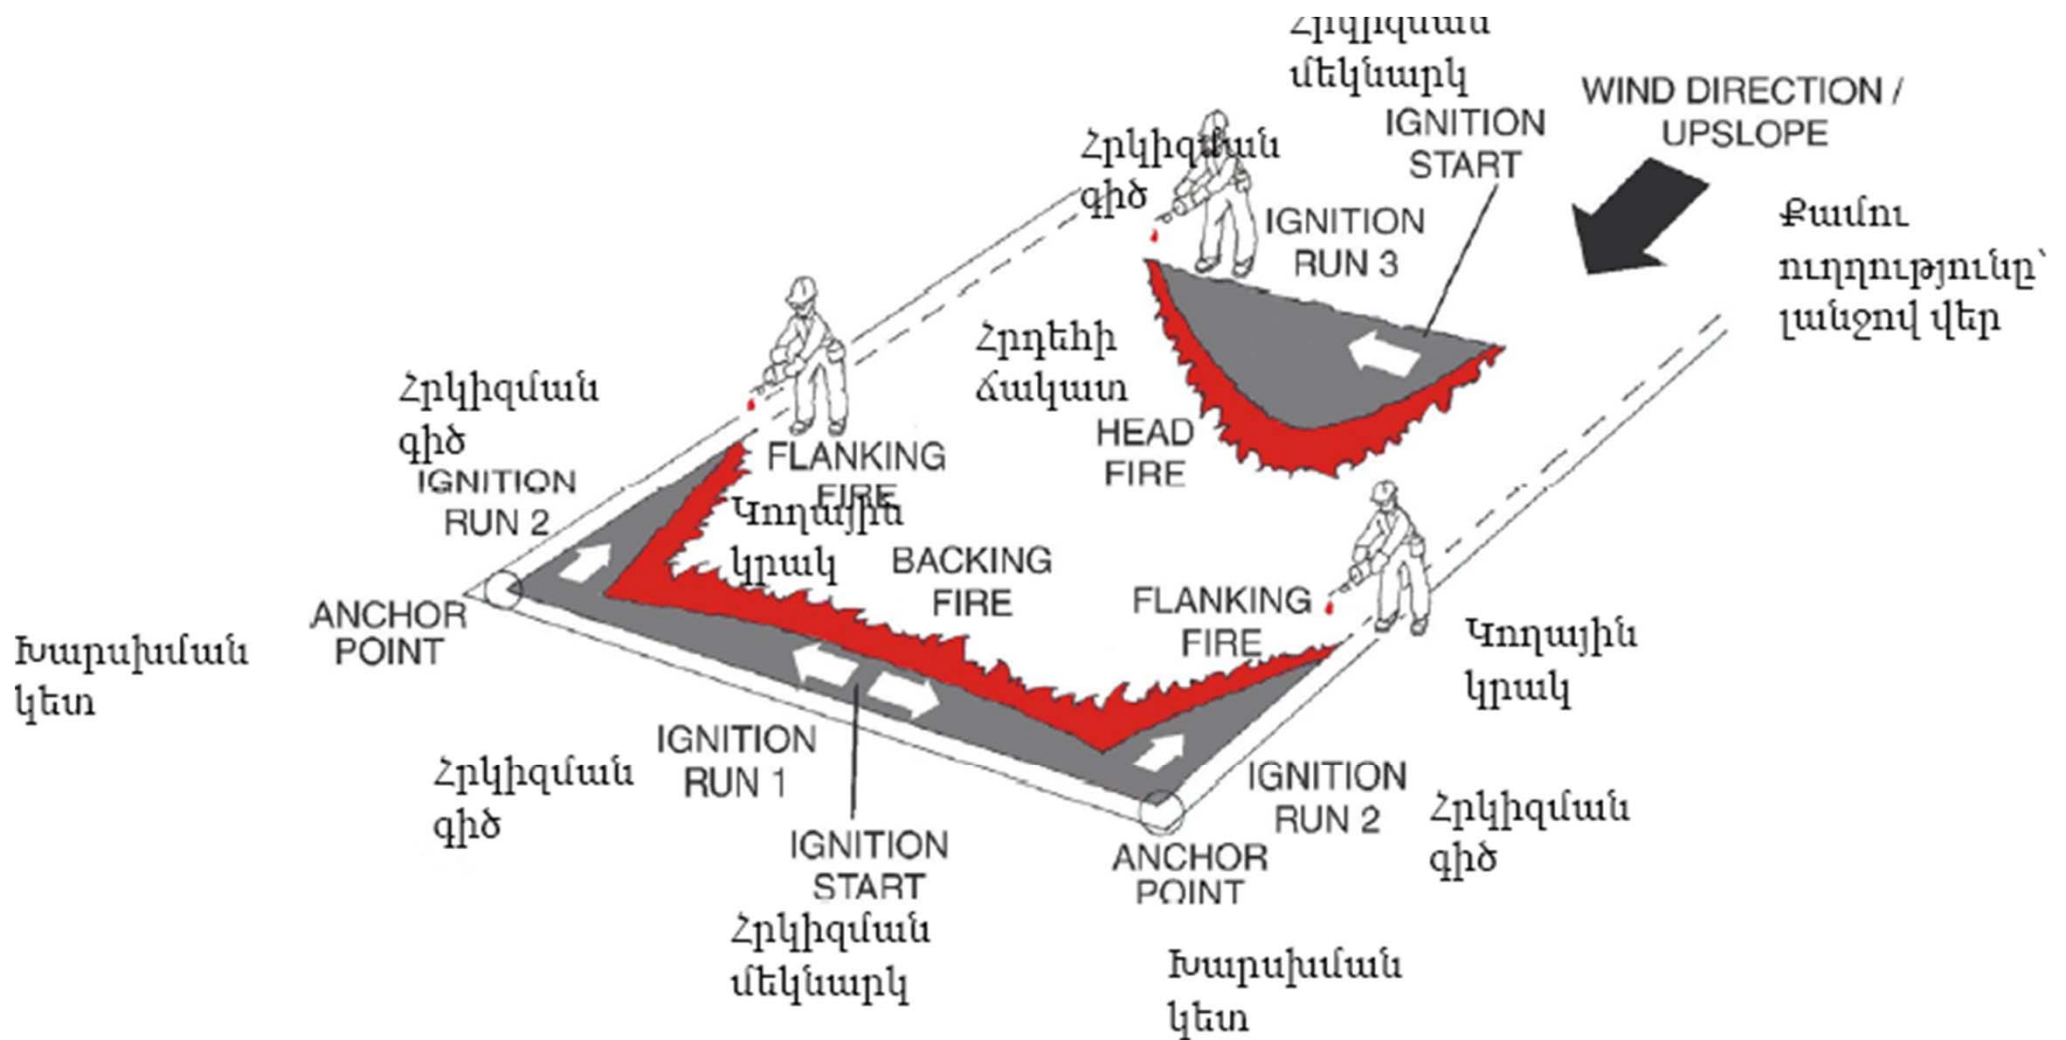 Հրկիզման
մեկնարկ
IGNITION
START
WIND DIRECTION /
UPSLOPE
Քամու
ուղղությունը՝
լանջով վեր
Հրկիզման
գիծ
IGNITION
RUN 3
Հրդեհի
ճակատ
HEAD
FIRE
Հրկիզման
գիծ
IGNITION
RUN 2
FLANKING
FIRE
Կողային
կրակ
BACKING
FIRE
FLANKING
FIRE
Կողային
կրակ
ANCHOR
POINT
Խարսխման
կետ
IGNITION
RUN 1
Հրկիզման
գիծ
IGNITION
START
Հրկիզման
մեկնարկ
IGNITION
RUN 2
Հրկիզման
գիծ
ANCHOR
POINT
Խարսխման
կետ